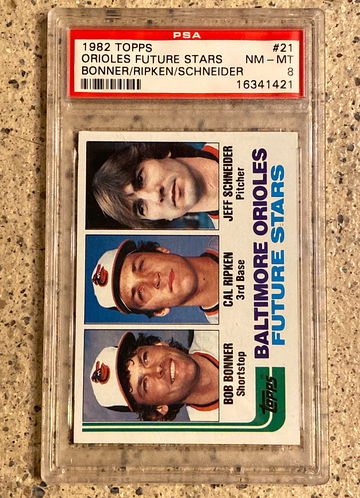 PSA
1982 TOPPS #21
ORIOLES FUTURE STARS NM-MT
BONNER/RIPKEN/SCHNEIDER 8
16341421
BOB BONNER
Shortstop
CAL RIPKEN
3rd Base
JEFF SCHNEIDER
Pitcher
BALTIMORE ORIOLES
FUTURE STARS
Topps